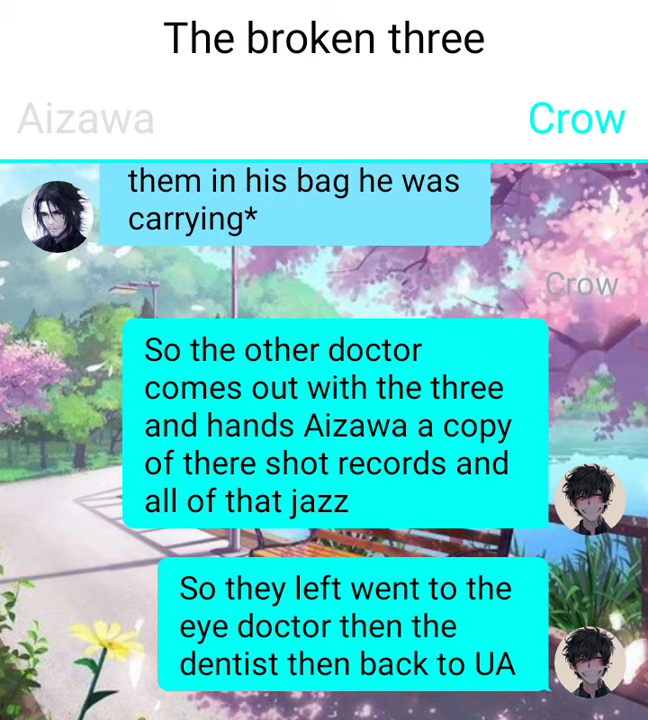 The broken three
Aizawa
Crow
them in his bag he was
carrying*
Crow
So the other doctor
comes out with the three
and hands Aizawa a copy
of there shot records and
all of that jazz
So they left went to the
eye doctor then the
dentist then back to UA